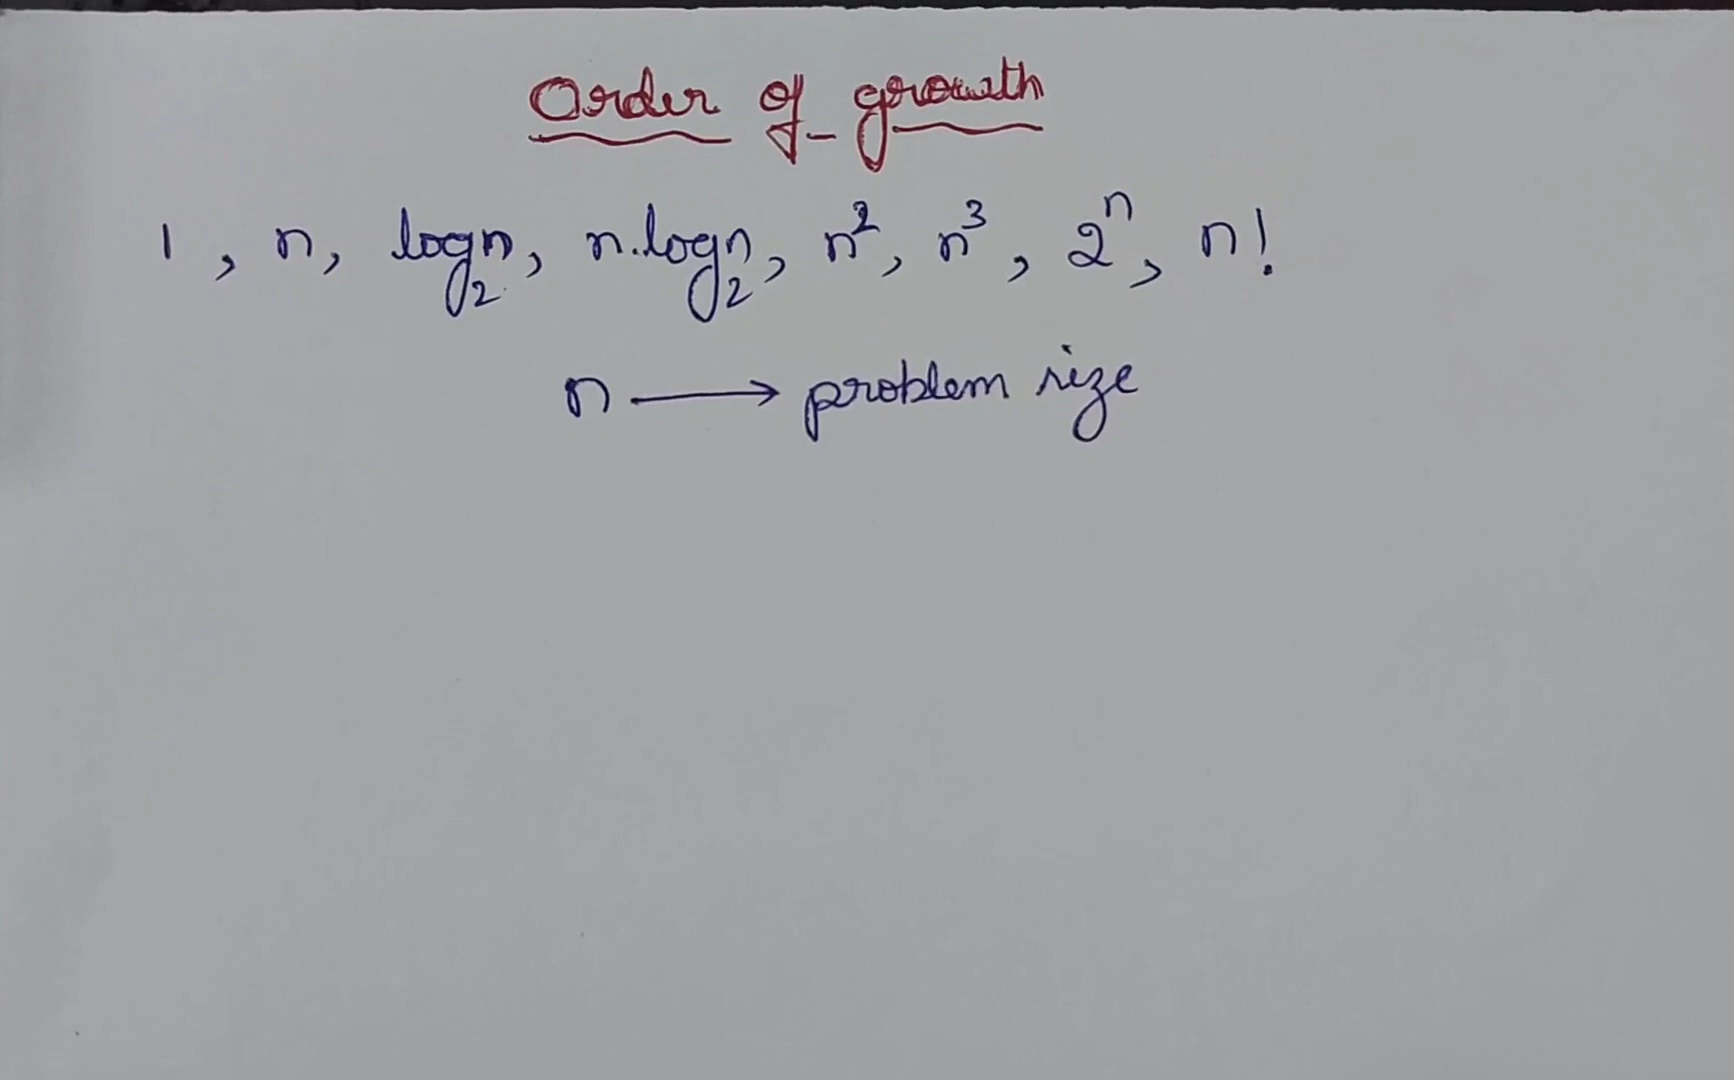 Order of growth
1, n, log₂n, n.log₂n, n², n³, 2ⁿ, n!
n → problem size